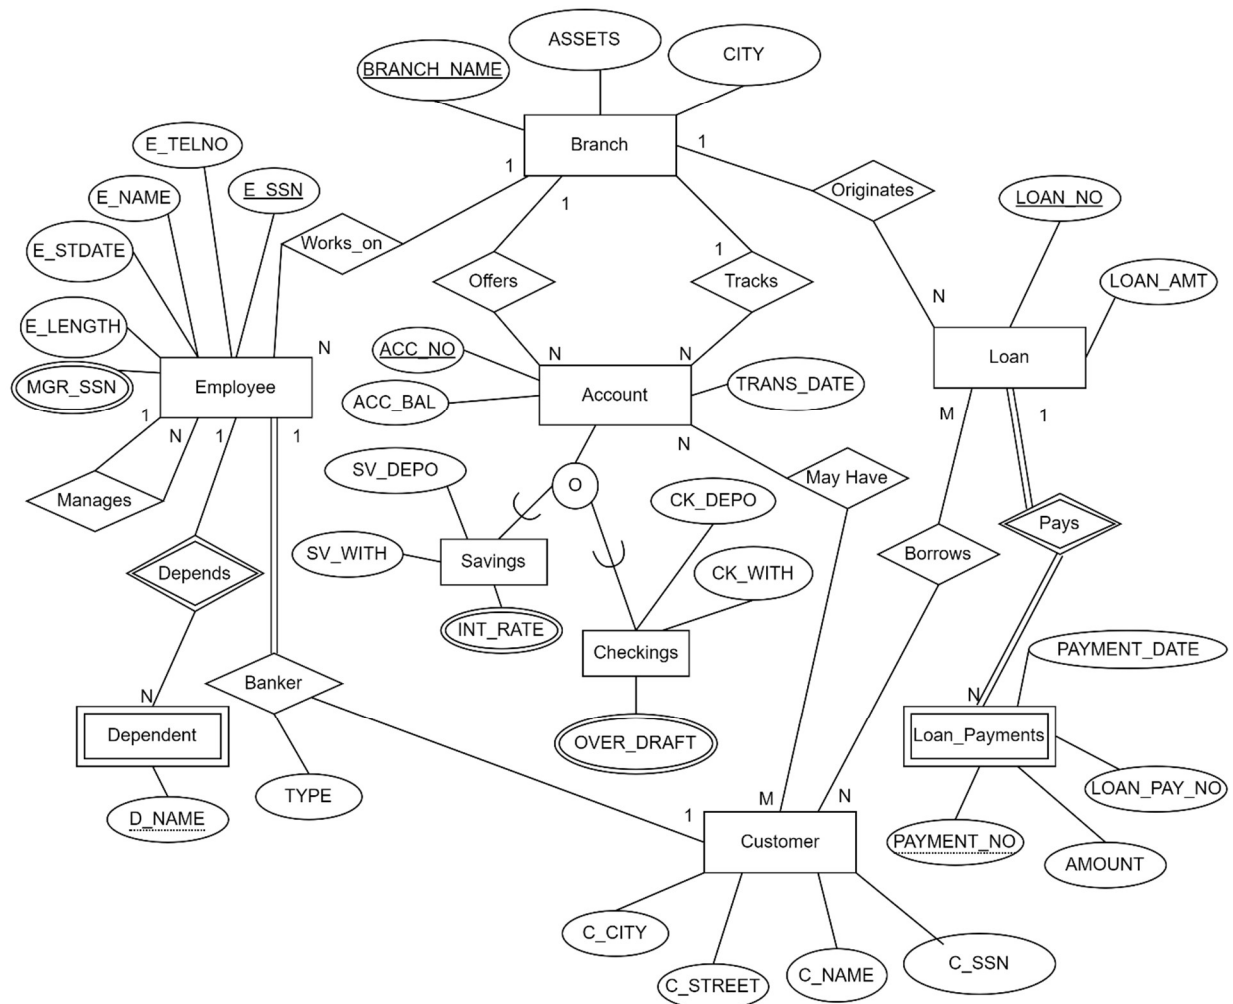 ASSETS
CITY
BRANCH_NAME
Branch
E_TELNO
1
1
Originates
E_SSN
LOAN_NO
E_NAME
1
E_STDATE
Works_on
1
Offers
Tracks
LOAN_AMT
N
E_LENGTH
N
ACC_NO
N
N
Loan
MGR_SSN
Employee
Account
TRANS_DATE
ACC_BAL
M
1
1
N
1
1
N
SV_DEPO
May Have
O
Manages
CK_DEPO
Pays
SV_WITH
Savings
Borrows
Depends
CK_WITH
INT_RATE
Checkings
PAYMENT_DATE
Banker
N
N
Dependent
Loan_Payments
OVER_DRAFT
TYPE
LOAN_PAY_NO
M
N
D_NAME
1
Customer
PAYMENT_NO
AMOUNT
C_CITY
C_SSN
C_STREET
C_NAME